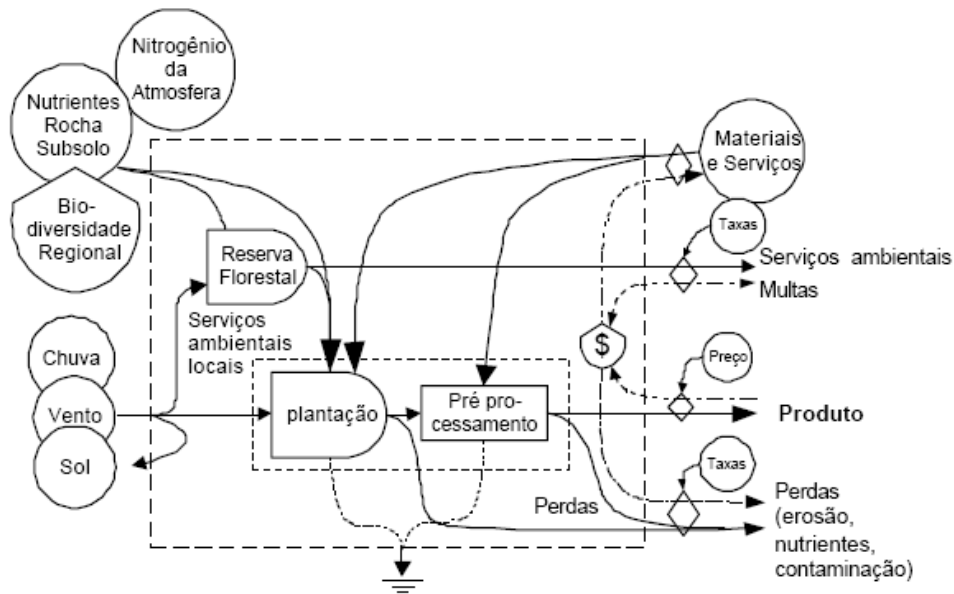 Nitrogênio
da
Atmosfera
Nutrientes
Rocha
Subsolo
Bio-
diversidade
Regional
Materiais
e Serviços
Taxas
Reserva
Florestal
Serviços ambientais
Multas
Serviços
ambientais
locais
Chuva
Vento
Sol
$
Preço
plantação
Pré pro-
cessamento
Produto
Taxas
Perdas
Perdas
(erosão,
nutrientes,
contaminação)